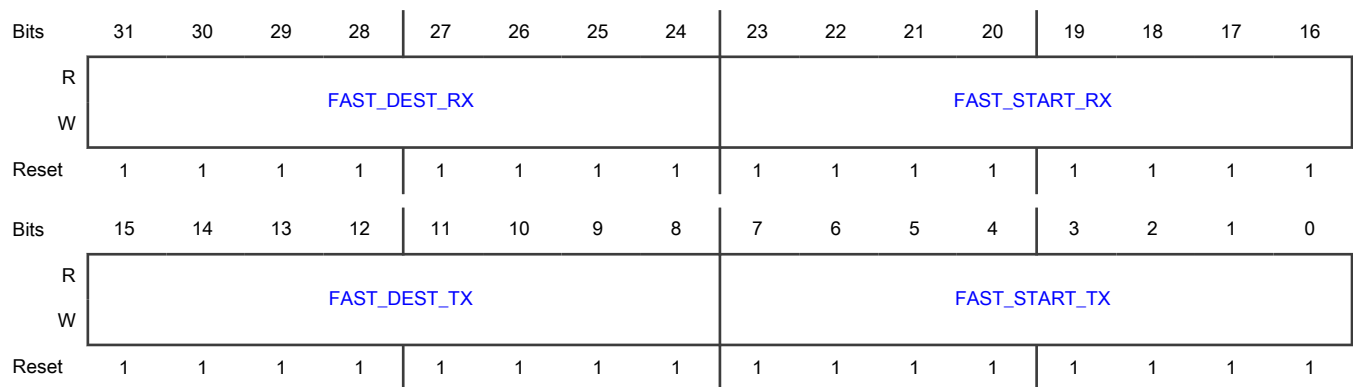 Bits 31 30 29 28 27 26 25 24 23 22 21 20 19 18 17 16
R
FAST_DEST_RX FAST_START_RX
W
Reset 1 1 1 1 1 1 1 1 1 1 1 1 1 1 1 1
Bits 15 14 13 12 11 10 9 8 7 6 5 4 3 2 1 0
R
FAST_DEST_TX FAST_START_TX
W
Reset 1 1 1 1 1 1 1 1 1 1 1 1 1 1 1 1